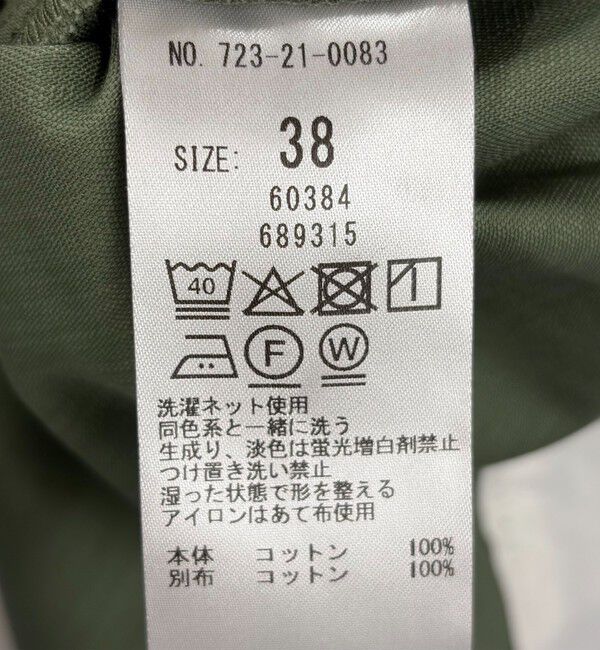 NO. 723-21-0083
SIZE: 38
60384
689315
40
F W
洗濯ネット使用
同色系と一緒に洗う
生成り、淡色は蛍光増白剤禁止
つけ置き洗い禁止
湿った状態で形を整える
アイロンはあて布使用
本体 コットン 100%
別布 コットン 100%